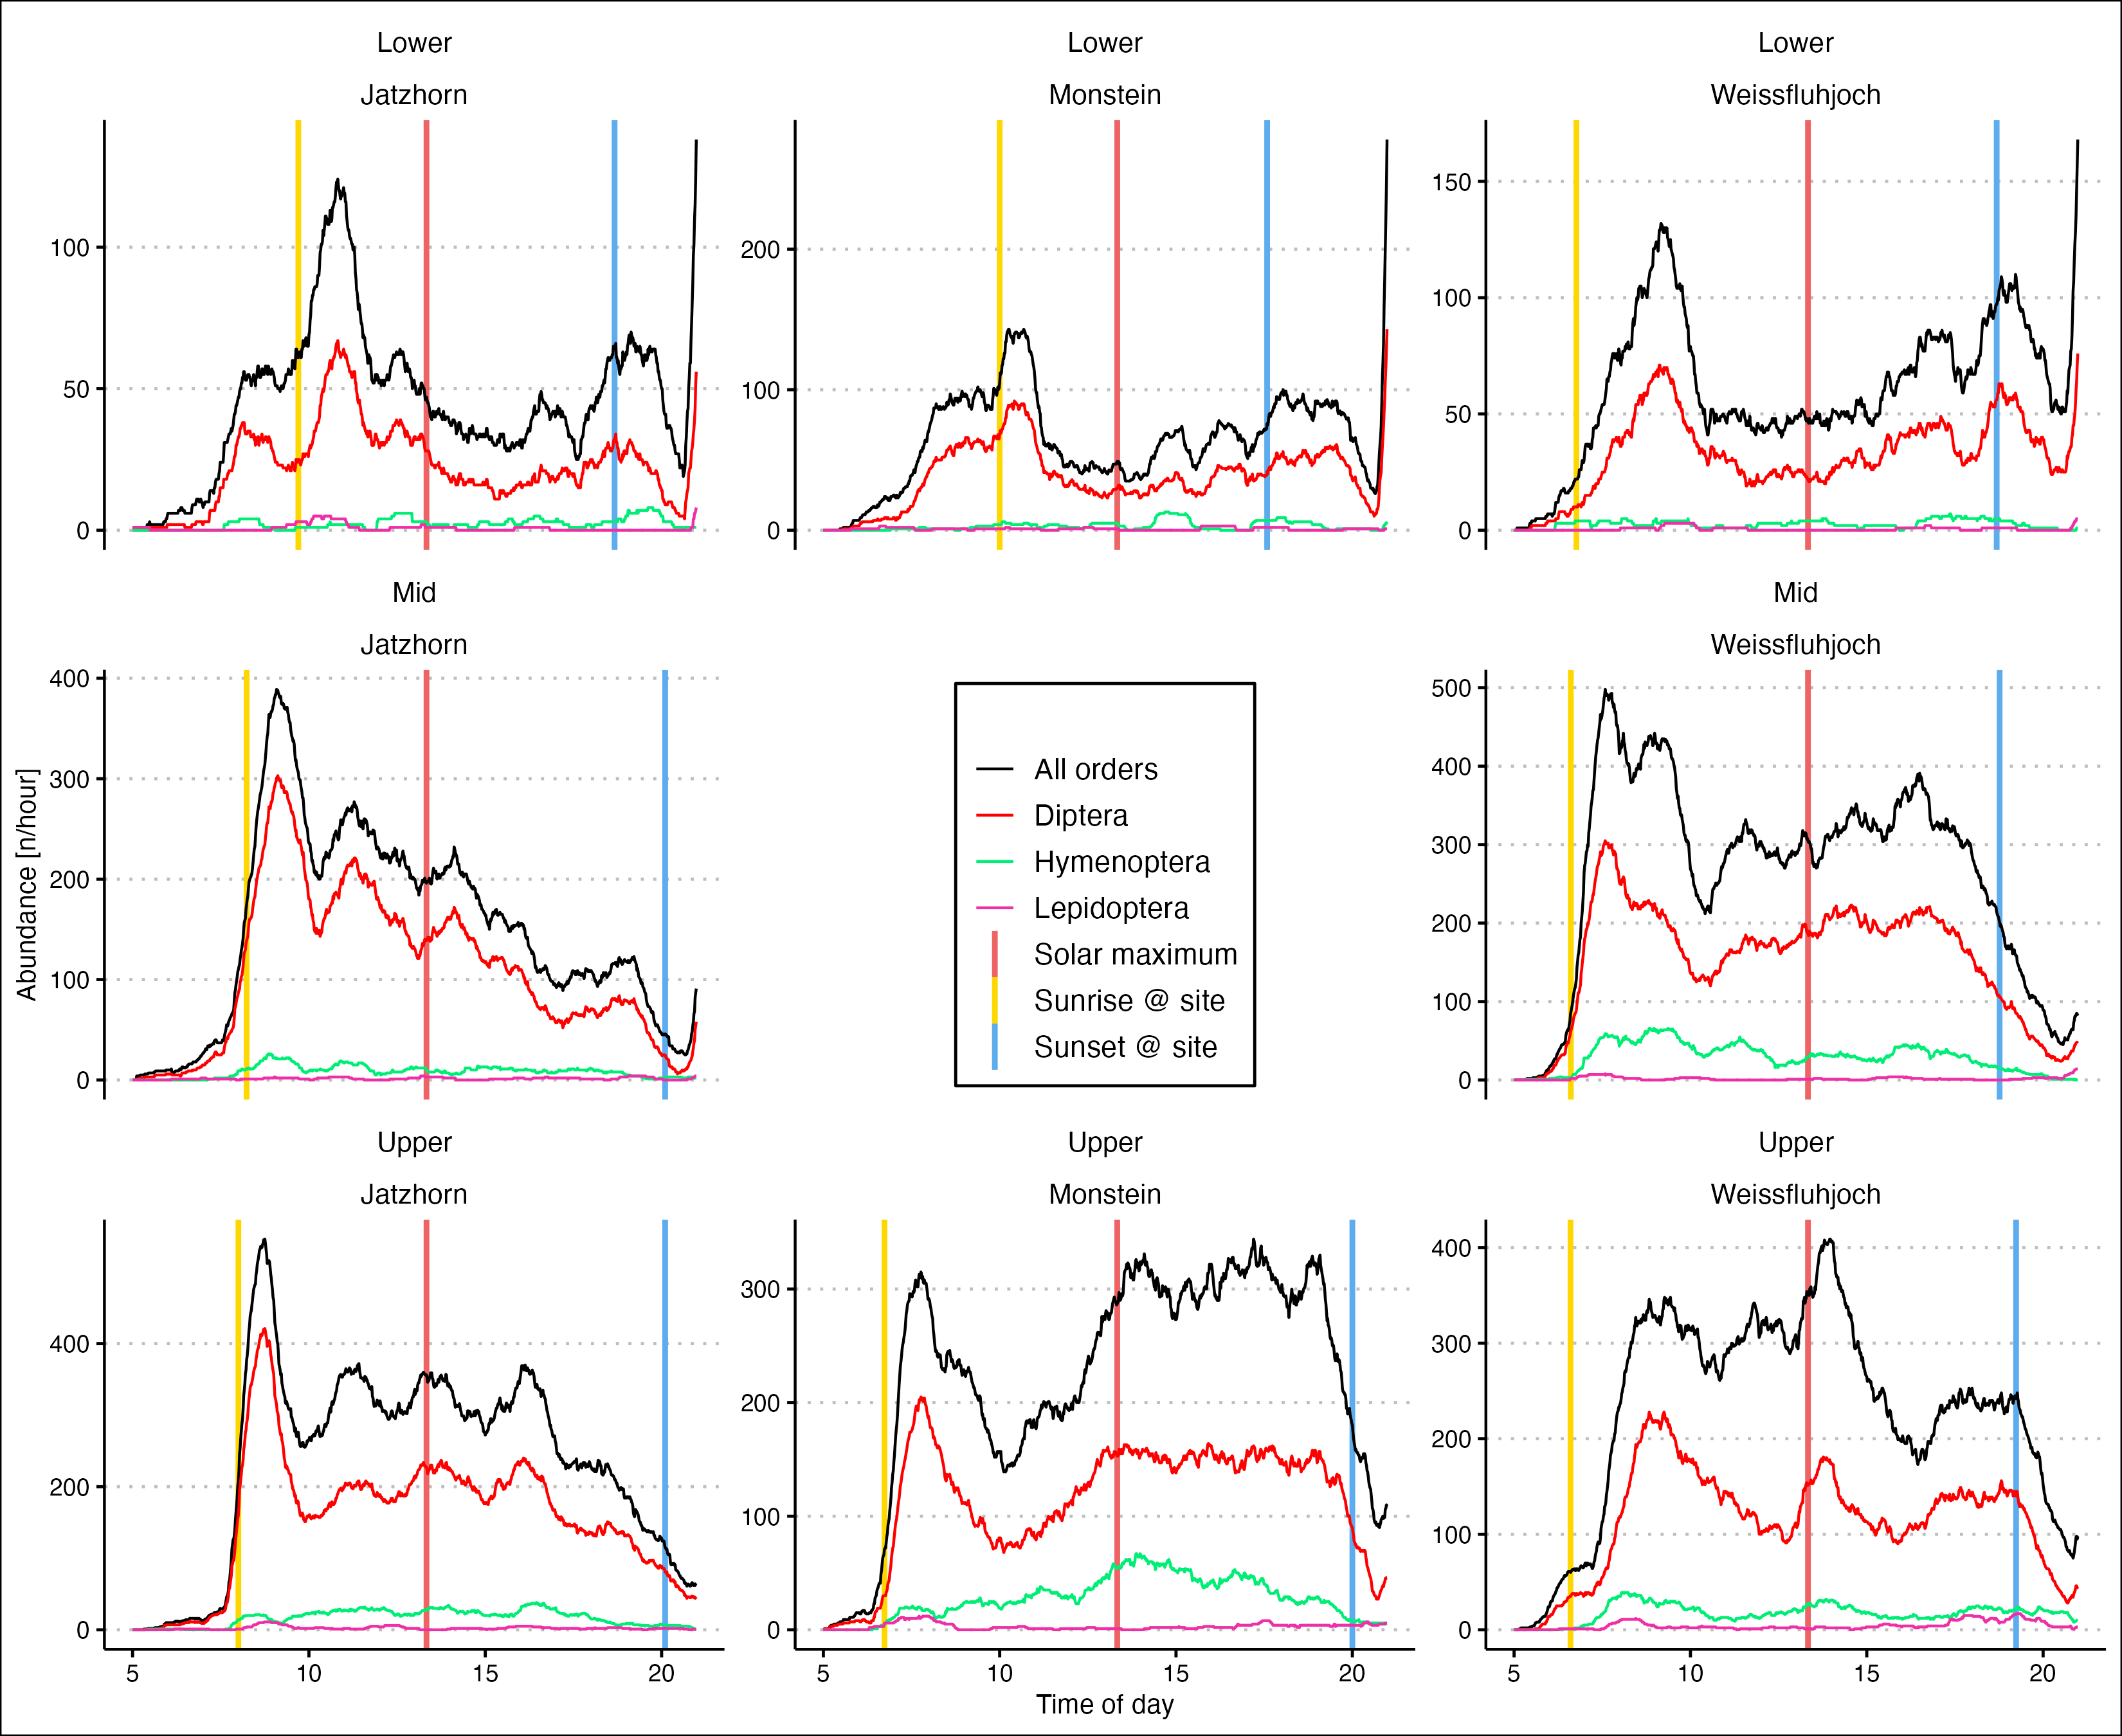 Lower
Jatzhorn
100
50
0
Lower
Monstein
200
100
0
Lower
Weissfluhjoch
150
100
50
0
Mid
Jatzhorn
400
300
200
100
0
Abundance [n/hour]
All orders
Diptera
Hymenoptera
Lepidoptera
Solar maximum
Sunrise @ site
Sunset @ site
Mid
Weissfluhjoch
500
400
300
200
100
0
Upper
Jatzhorn
400
200
0
5 10 15 20
Upper
Monstein
300
200
100
0
5 10 15 20
Upper
Weissfluhjoch
400
300
200
100
0
5 10 15 20
Time of day